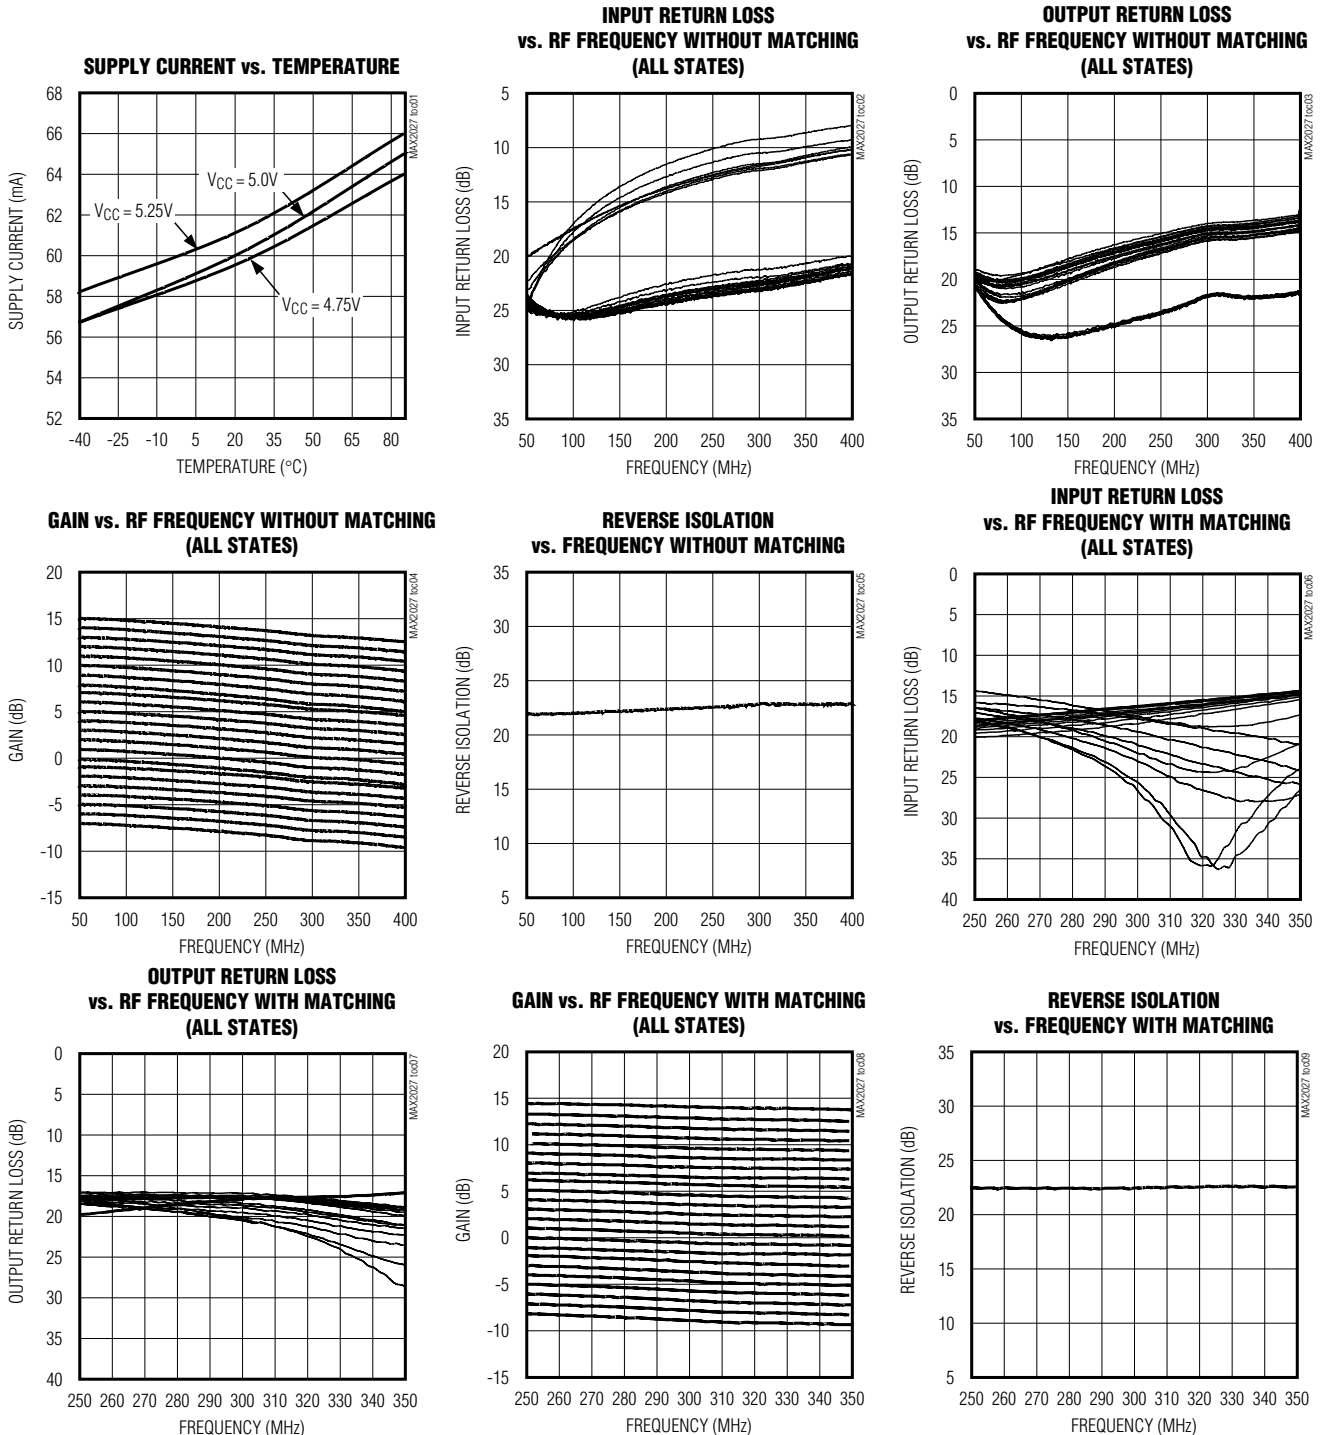 SUPPLY CURRENT vs. TEMPERATURE
MAX2027 toc01
SUPPLY CURRENT (mA)
68
66
64
62
60
58
56
54
52
VCC = 5.0V
VCC = 5.25V
VCC = 4.75V
-40 -25 -10 5 20 35 50 65 80
TEMPERATURE (°C)
INPUT RETURN LOSS
vs. RF FREQUENCY WITHOUT MATCHING
(ALL STATES)
MAX2027 toc02
INPUT RETURN LOSS (dB)
5
10
15
20
25
30
35
50 100 150 200 250 300 350 400
FREQUENCY (MHz)
OUTPUT RETURN LOSS
vs. RF FREQUENCY WITHOUT MATCHING
(ALL STATES)
MAX2027 toc03
OUTPUT RETURN LOSS (dB)
0
5
10
15
20
25
30
35
50 100 150 200 250 300 350 400
FREQUENCY (MHz)
GAIN vs. RF FREQUENCY WITHOUT MATCHING
(ALL STATES)
MAX2027 toc04
GAIN (dB)
20
15
10
5
0
-5
-10
-15
50 100 150 200 250 300 350 400
FREQUENCY (MHz)
REVERSE ISOLATION
vs. FREQUENCY WITHOUT MATCHING
MAX2027 toc05
REVERSE ISOLATION (dB)
35
30
25
20
15
10
5
50 100 150 200 250 300 350 400
FREQUENCY (MHz)
INPUT RETURN LOSS
vs. RF FREQUENCY WITH MATCHING
(ALL STATES)
MAX2027 toc06
INPUT RETURN LOSS (dB)
0
5
10
15
20
25
30
35
40
250 260 270 280 290 300 310 320 330 340 350
FREQUENCY (MHz)
OUTPUT RETURN LOSS
vs. RF FREQUENCY WITH MATCHING
(ALL STATES)
MAX2027 toc07
OUTPUT RETURN LOSS (dB)
0
5
10
15
20
25
30
35
40
250 260 270 280 290 300 310 320 330 340 350
FREQUENCY (MHz)
GAIN vs. RF FREQUENCY WITH MATCHING
(ALL STATES)
MAX2027 toc08
GAIN (dB)
20
15
10
5
0
-5
-10
-15
250 260 270 280 290 300 310 320 330 340 350
FREQUENCY (MHz)
REVERSE ISOLATION
vs. FREQUENCY WITH MATCHING
MAX2027 toc09
REVERSE ISOLATION (dB)
35
30
25
20
15
10
5
250 260 270 280 290 300 310 320 330 340 350
FREQUENCY (MHz)